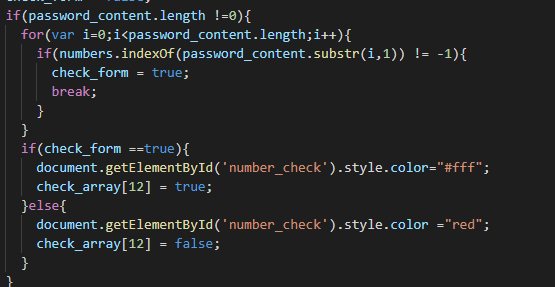 check_form = false;
if(password_content.length !=0){
for(var i=0;i<password_content.length;i++){
if(numbers.indexOf(password_content.substr(i,1)) != -1){
check_form = true;
break;
}
}
if(check_form ==true){
document.getElementById('number_check').style.color="#fff";
check_array[12] = true;
}else{
document.getElementById('number_check').style.color ="red";
check_array[12] = false;
}
}